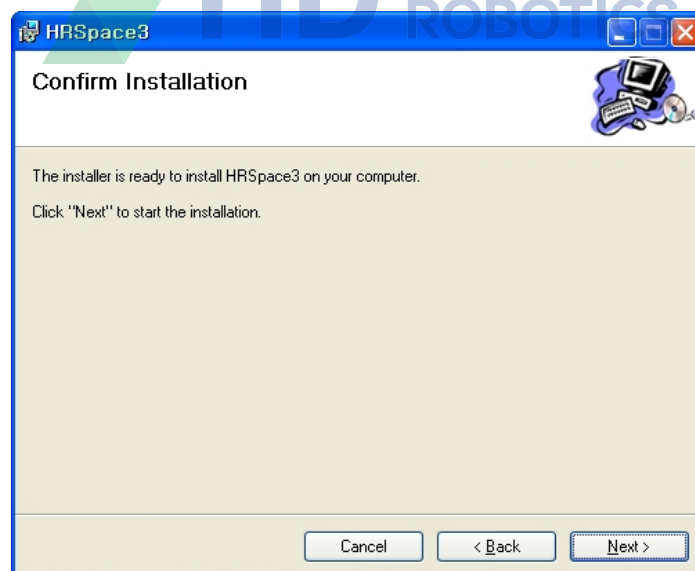 HD ROBOTICS
HRSpace3
Confirm Installation
The installer is ready to install HRSpace3 on your computer.
Click "Next" to start the installation.
Cancel
< Back
Next >